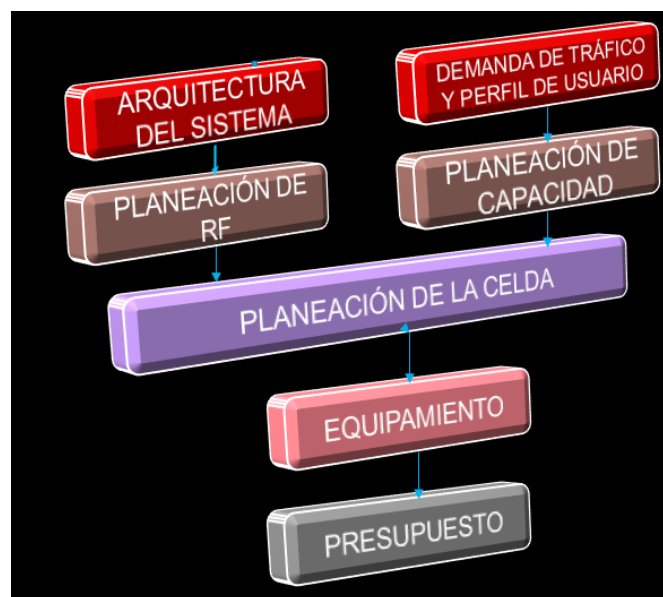 ARQUITECTURA
DEL SISTEMA
DEMANDA DE TRÁFICO
Y PERFIL DE USUARIO
PLANEACIÓN DE
RF
PLANEACIÓN DE
CAPACIDAD
PLANEACIÓN DE LA CELDA
EQUIPAMIENTO
PRESUPUESTO